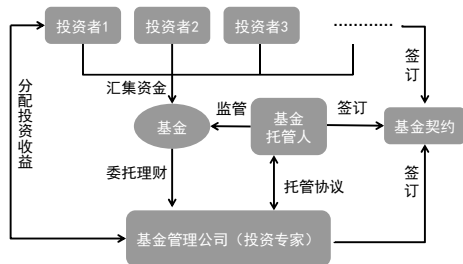 投资者1
投资者2
投资者3
…………
汇集资金
签订
分配投资收益
基金
监管
基金
托管人
签订
基金契约
委托理财
托管协议
签订
基金管理公司（投资专家）